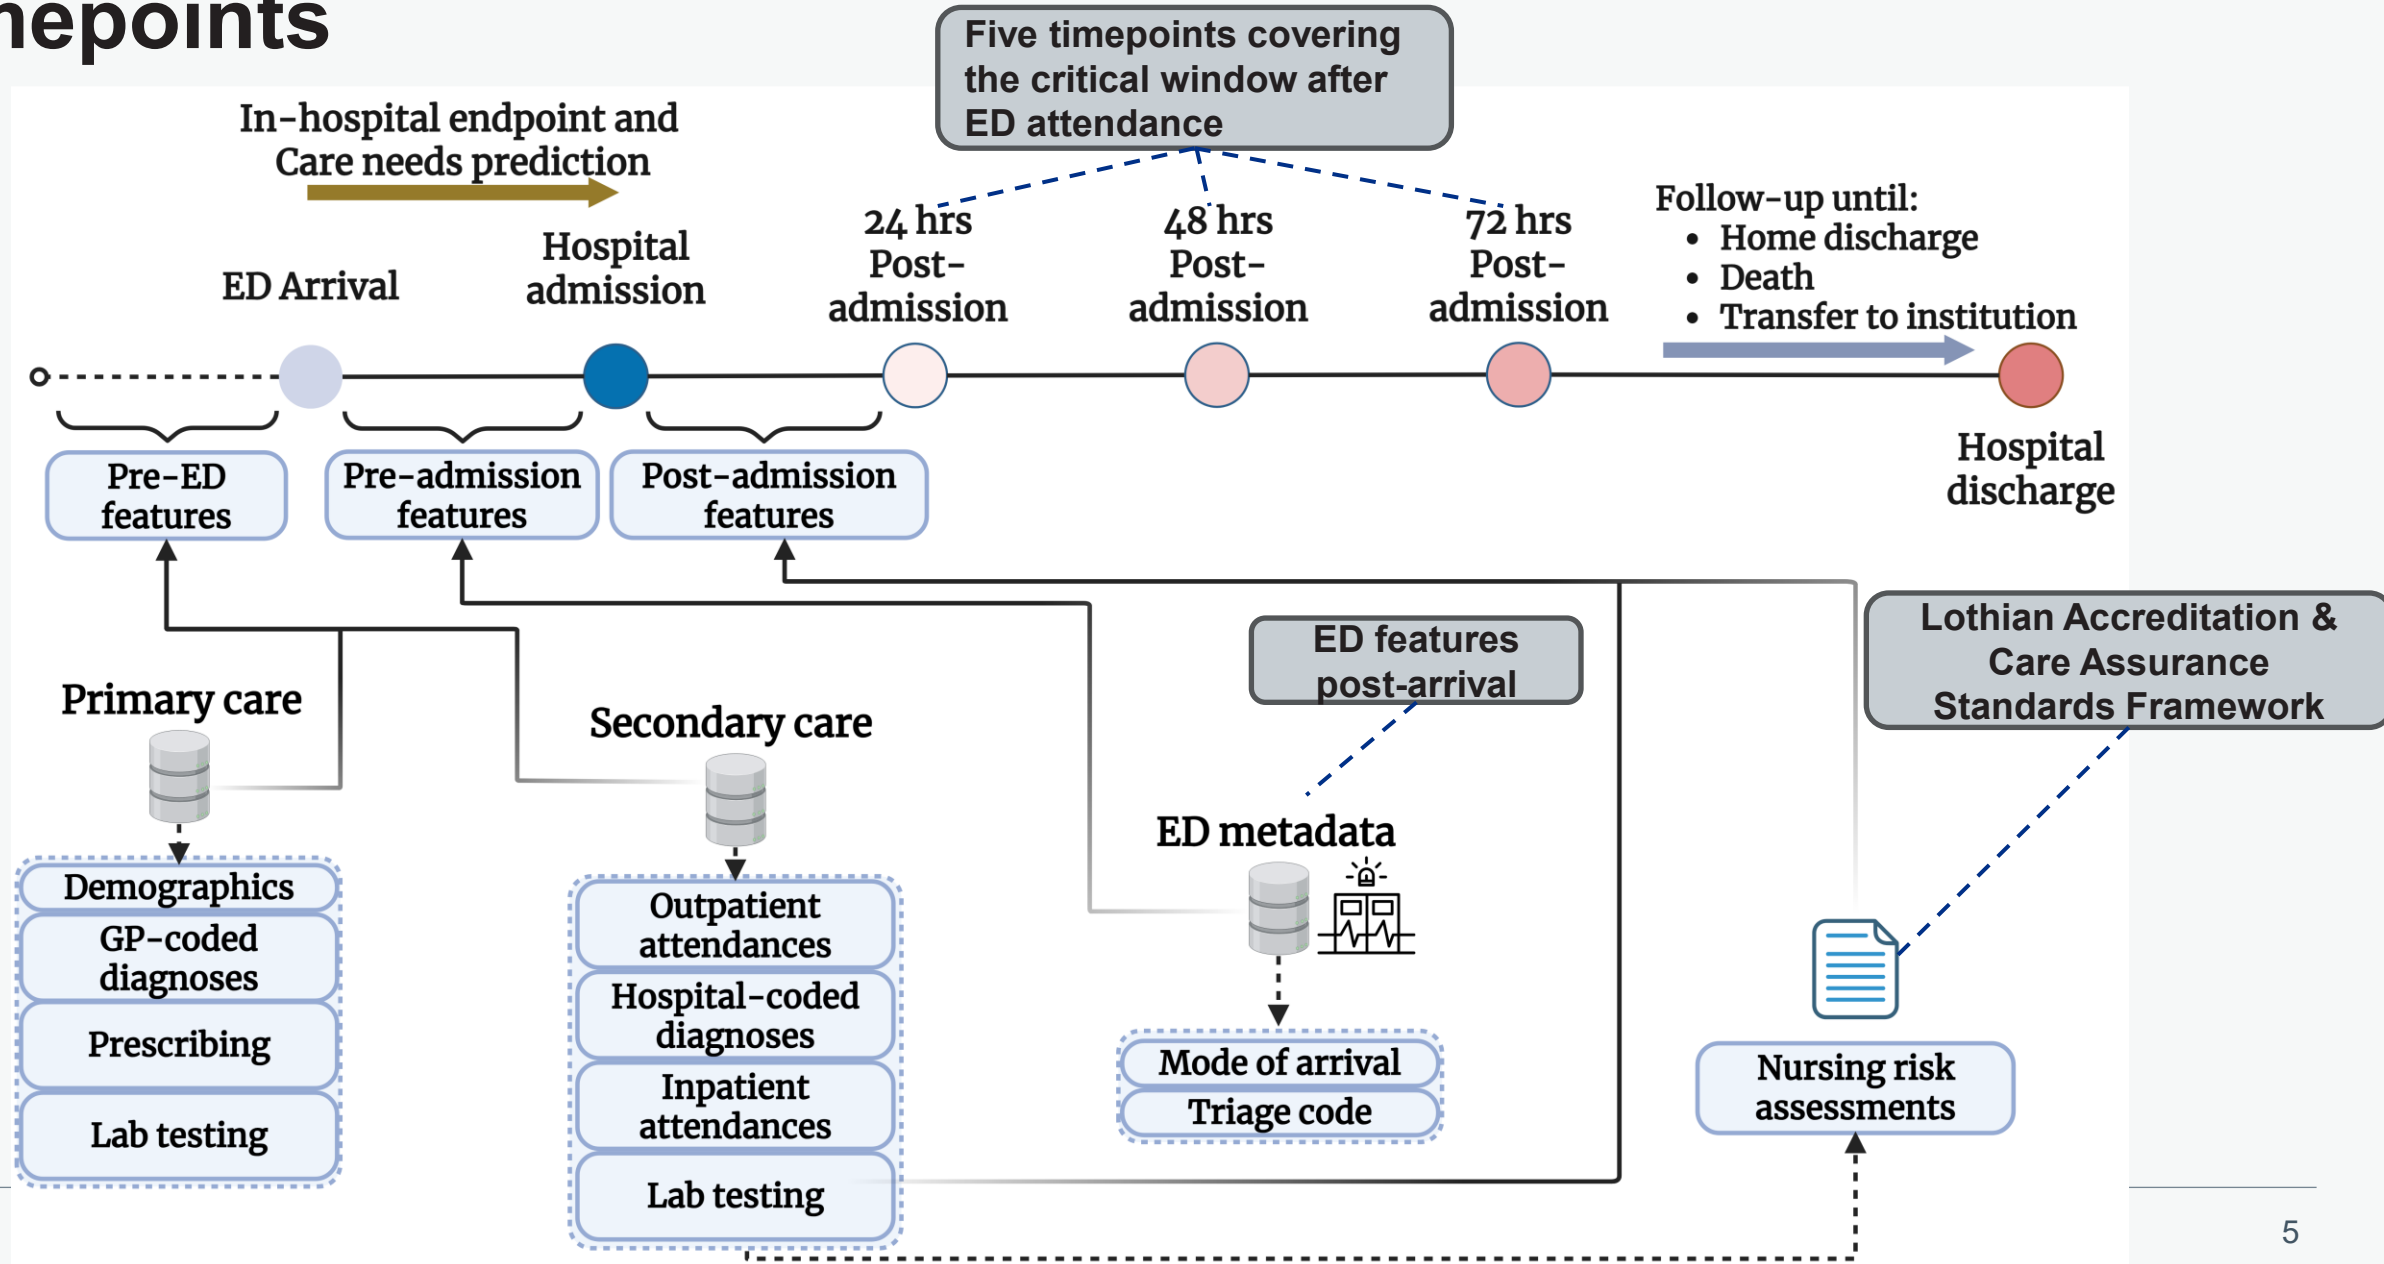 Five timepoints covering
the critical window after
ED attendance
In-hospital endpoint and
Care needs prediction
ED Arrival
Hospital
admission
24 hrs
Post-
admission
48 hrs
Post-
admission
72 hrs
Post-
admission
Follow-up until:
• Home discharge
• Death
• Transfer to institution
Hospital
discharge
Pre-ED
features
Pre-admission
features
Post-admission
features
ED features
post-arrival
Lothian Accreditation &
Care Assurance
Standards Framework
Primary care
Demographics
GP-coded
diagnoses
Prescribing
Lab testing
Secondary care
Outpatient
attendances
Hospital-coded
diagnoses
Inpatient
attendances
Lab testing
ED metadata
Mode of arrival
Triage code
Nursing risk
assessments
5